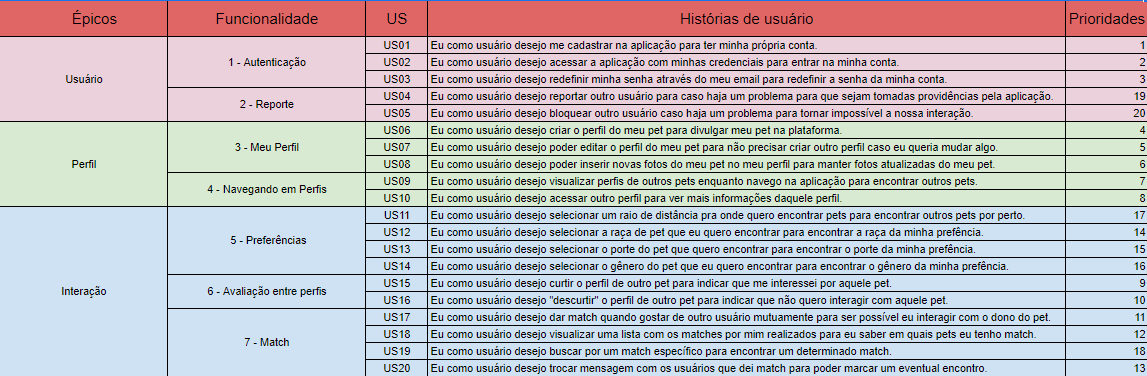 Épicos Funcionalidade US Histórias de usuário Prioridades
Usuário
1 - Autenticação
US01 Eu como usuário desejo me cadastrar na aplicação para ter minha própria conta. 1
US02 Eu como usuário desejo acessar a aplicação com minhas credenciais para entrar na minha conta. 2
US03 Eu como usuário desejo redefinir minha senha através do meu email para redefinir a senha da minha conta. 3
2 - Reporte
US04 Eu como usuário desejo reportar outro usuário para caso haja um problema para que sejam tomadas providências pela aplicação. 19
US05 Eu como usuário desejo bloquear outro usuário caso haja um problema para tornar impossível a nossa interação. 20
Perfil
3 - Meu Perfil
US06 Eu como usuário desejo criar o perfil do meu pet para divulgar meu pet na plataforma. 4
US07 Eu como usuário desejo poder editar o perfil do meu pet para não precisar criar outro perfil caso eu queria mudar algo. 5
US08 Eu como usuário desejo poder inserir novas fotos do meu pet no meu perfil para manter fotos atualizadas do meu pet. 6
4 - Navegando em Perfis
US09 Eu como usuário desejo visualizar perfis de outros pets enquanto navego na aplicação para encontrar outros pets. 7
US10 Eu como usuário desejo acessar outro perfil para ver mais informações daquele perfil. 8
Interação
5 - Preferências
US11 Eu como usuário desejo selecionar um raio de distância pra onde quero encontrar pets para encontrar outros pets por perto. 17
US12 Eu como usuário desejo selecionar a raça de pet que eu quero encontrar para encontrar a raça da minha prefência. 14
US13 Eu como usuário desejo selecionar o porte do pet que quero encontrar para encontrar o porte da minha prefência. 15
US14 Eu como usuário desejo selecionar o gênero do pet que eu quero encontrar para encontrar o gênero da minha prefência. 16
6 - Avaliação entre perfis
US15 Eu como usuário desejo curtir o perfil de outro pet para indicar que me interessei por aquele pet. 9
US16 Eu como usuário desejo "descurtir" o perfil de outro pet para indicar que não quero interagir com aquele pet. 10
7 - Match
US17 Eu como usuário desejo dar match quando gostar de outro usuário mutuamente para ser possível eu interagir com o dono do pet. 11
US18 Eu como usuário desejo visualizar uma lista com os matches por mim realizados para eu saber em quais pets eu tenho match. 12
US19 Eu como usuário desejo buscar por um match específico para encontrar um determinado match. 18
US20 Eu como usuário desejo trocar mensagem com os usuários que dei match para poder marcar um eventual encontro. 13